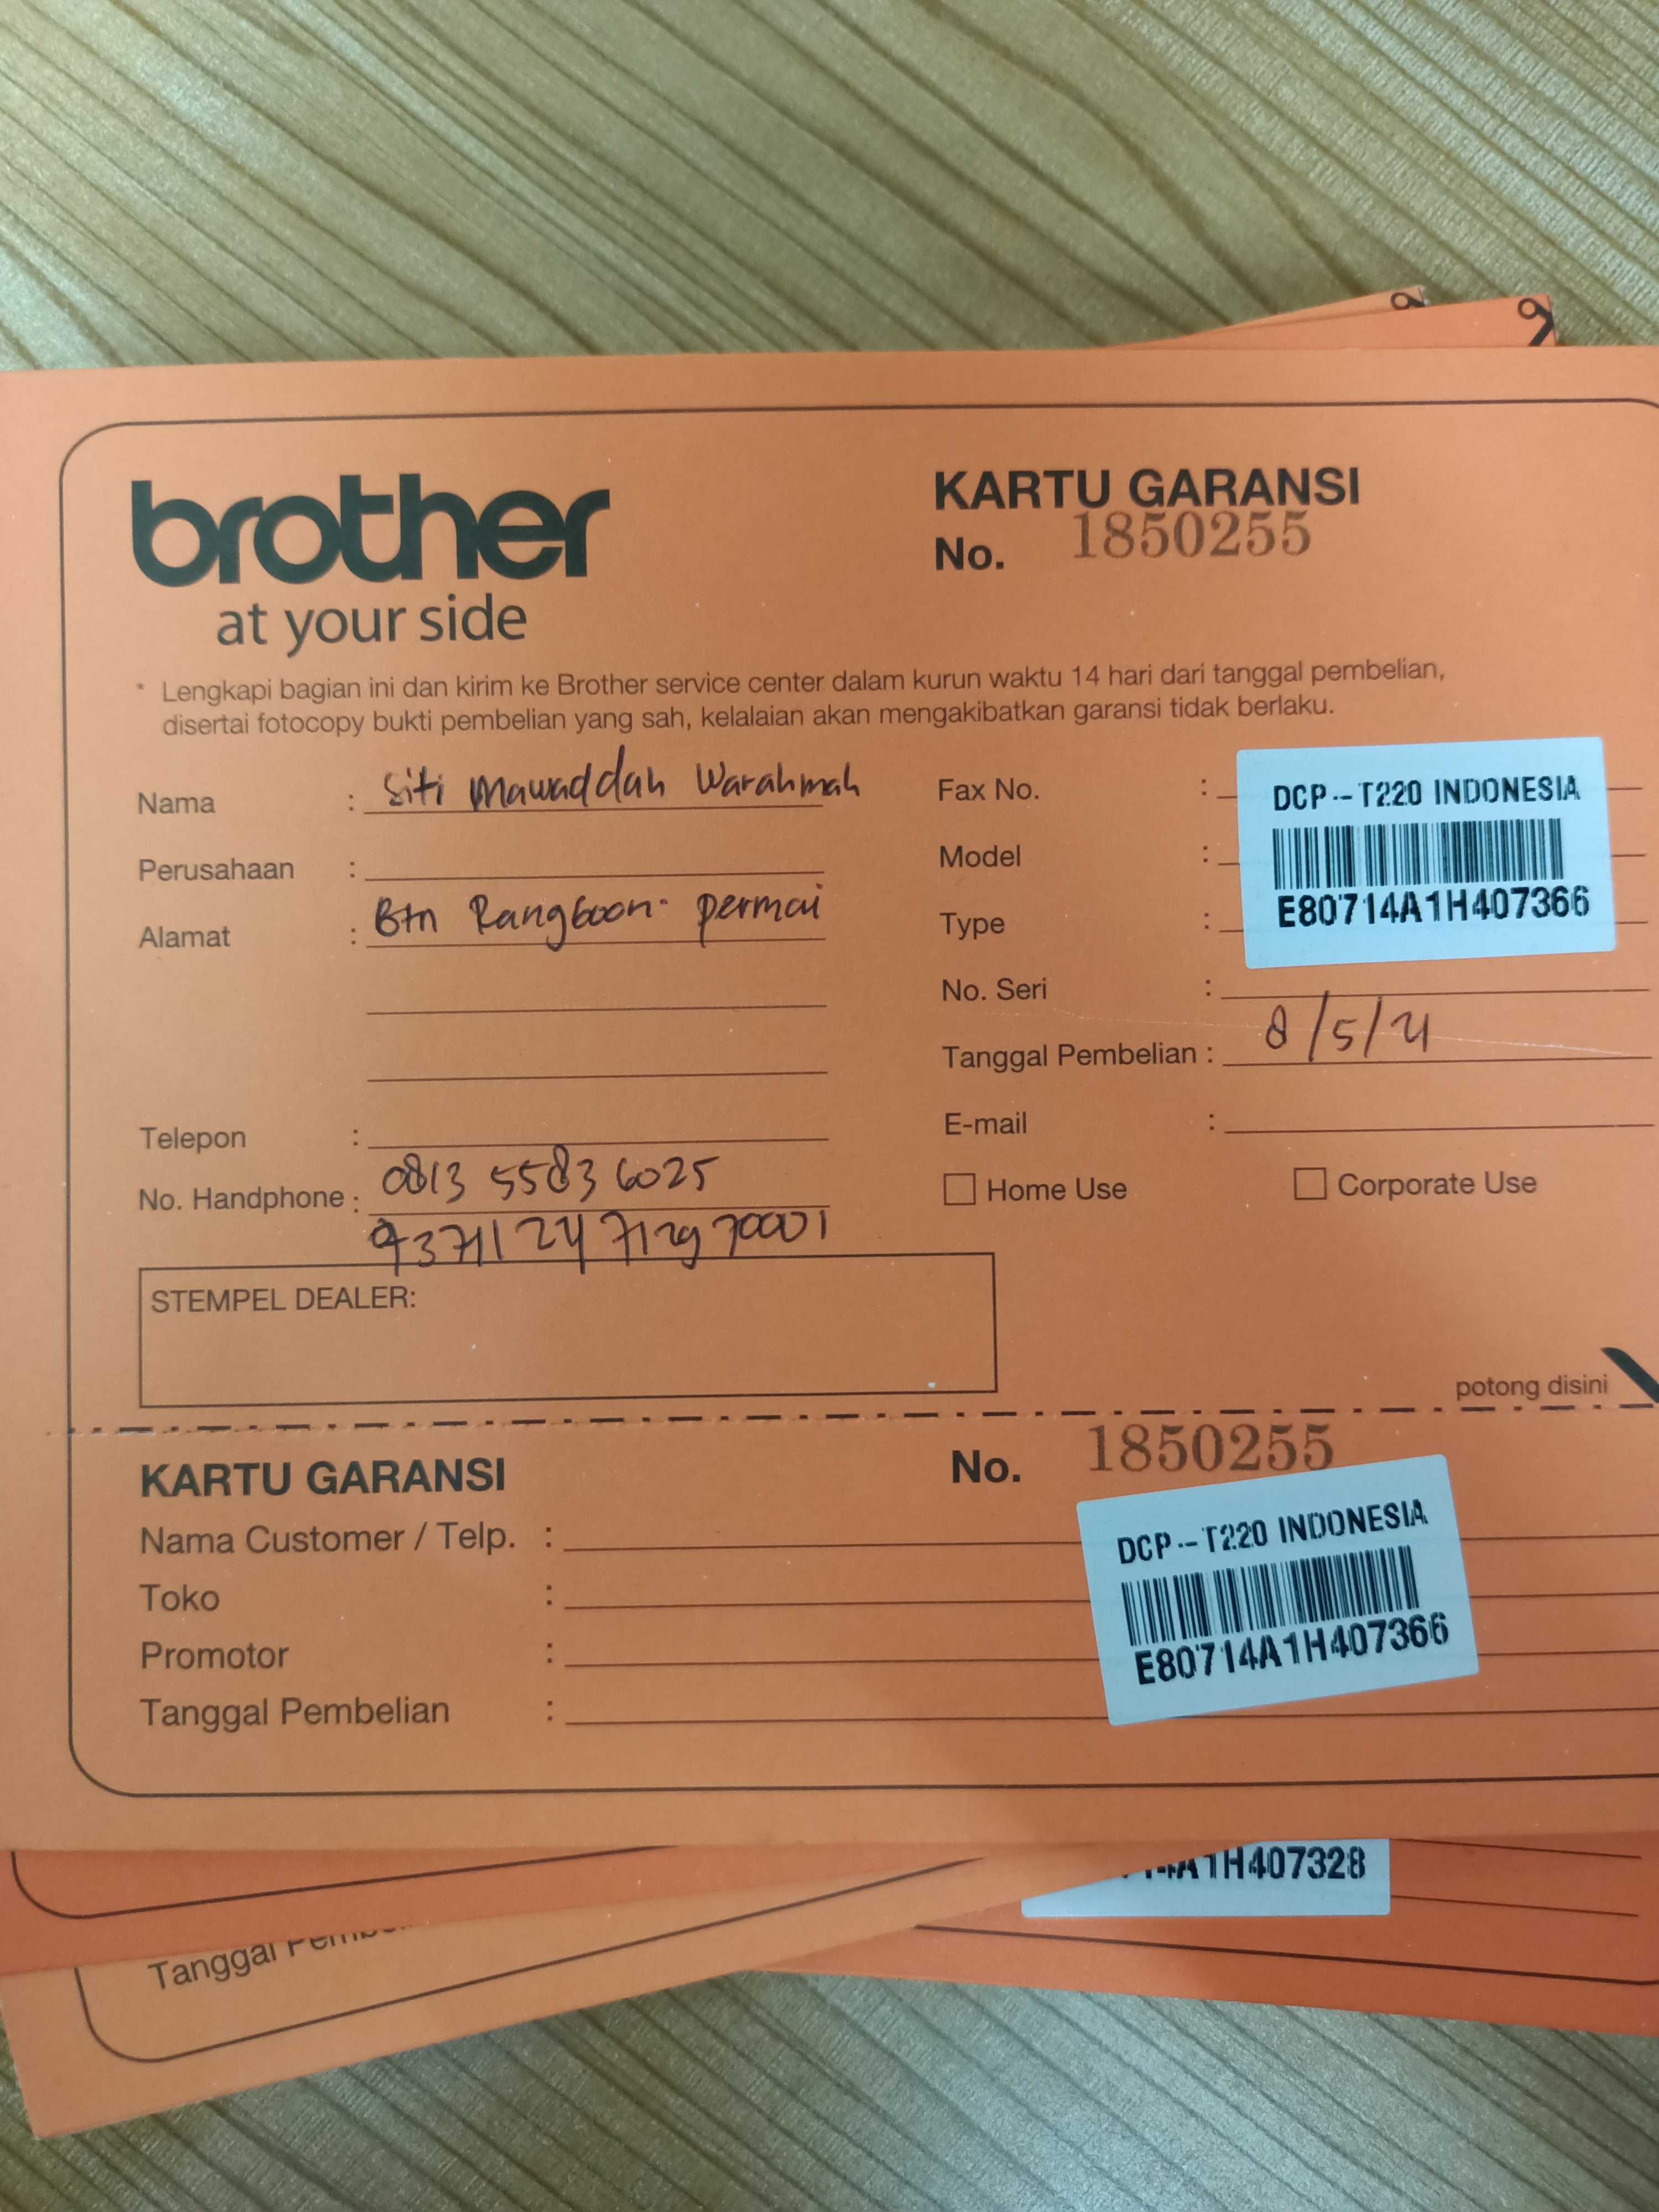 brother
at your side
KARTU GARANSI
No. 1850255
* Lengkapi bagian ini dan kirim ke Brother service center dalam kurun waktu 14 hari dari tanggal pembelian,
disertai fotocopy bukti pembelian yang sah, kelalaian akan mengakibatkan garansi tidak berlaku.
Nama : Siti Mawaddah Warahmah
Perusahaan :
Alamat : Btn Rangboon permai
Telepon :
No. Handphone : 0813 5583 6025
Fax No. :
Model :
Type :
DCP-T220 INDONESIA
E80714A1H407366
No. Seri :
Tanggal Pembelian : 8/5/21
E-mail :
Home Use
Corporate Use
STEMPEL DEALER:
potong disini
KARTU GARANSI
No. 1850255
Nama Customer / Telp. :
Toko :
Promotor :
Tanggal Pembelian :
DCP-T220 INDONESIA
E80714A1H407366
A1H407328
Tanggal